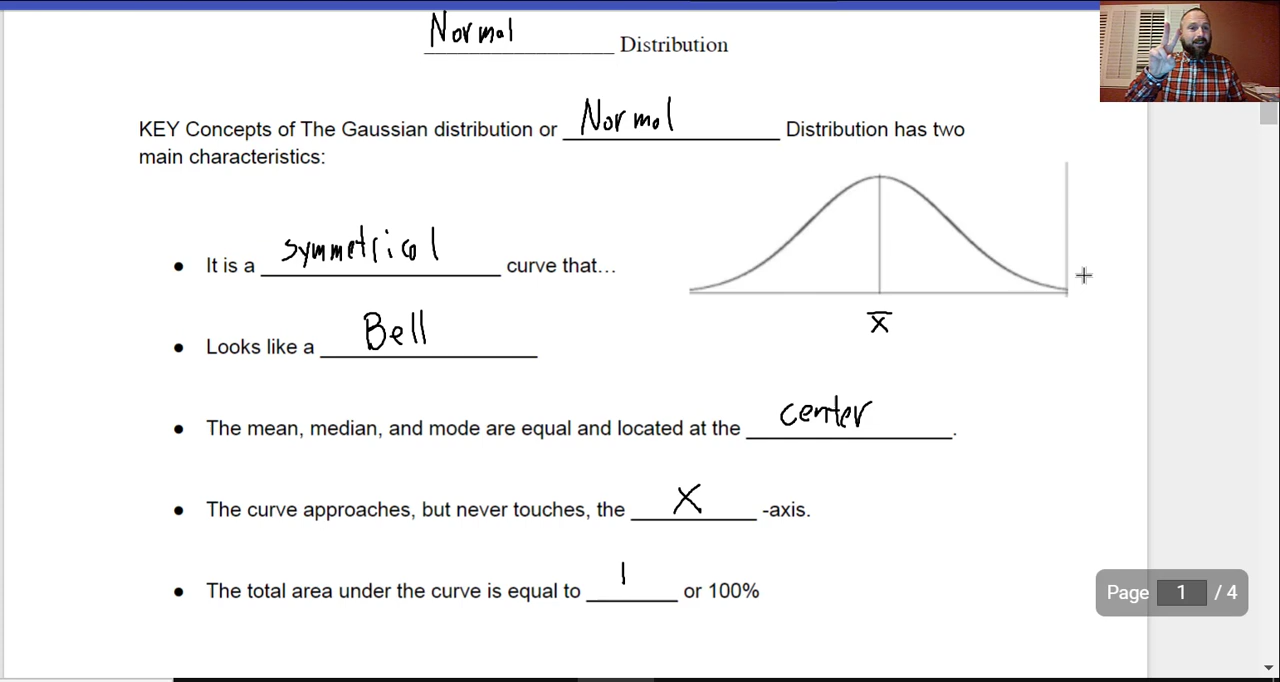 Normal Distribution
KEY Concepts of The Gaussian distribution or Normal Distribution has two
main characteristics:
• It is a symmetrical curve that...
x̅
• Looks like a Bell
• The mean, median, and mode are equal and located at the center.
• The curve approaches, but never touches, the X -axis.
• The total area under the curve is equal to 1 or 100%
Page 1 / 4